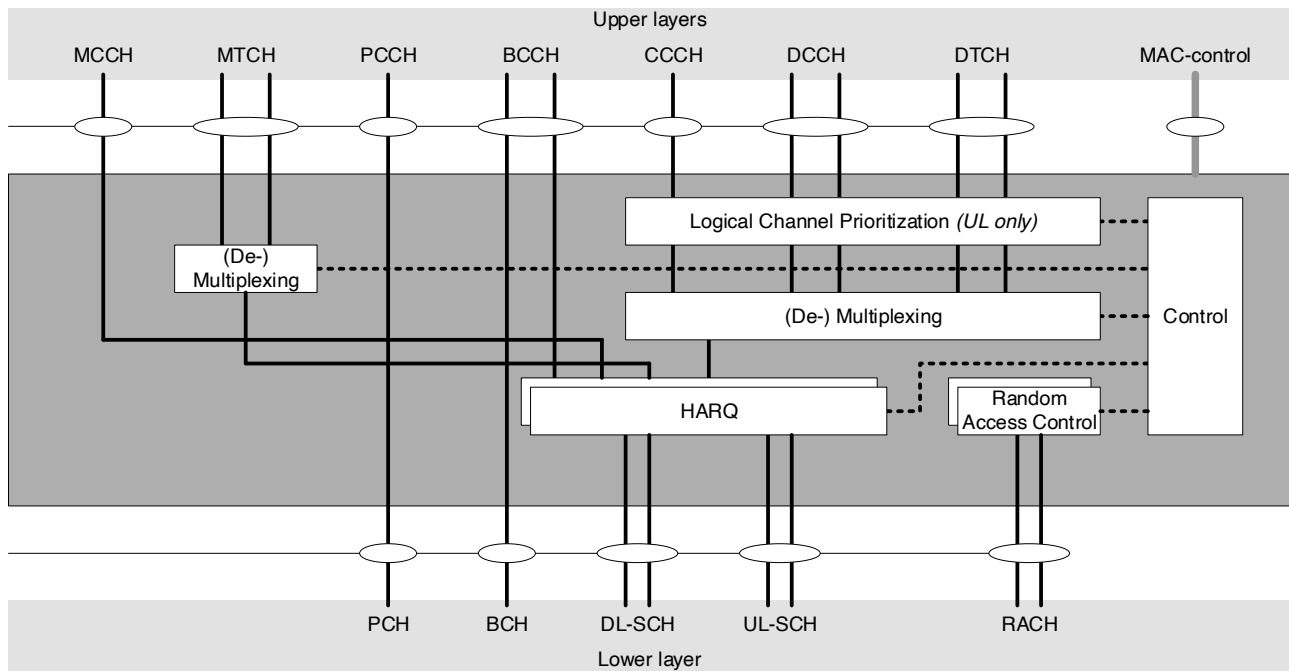 Upper layers
MCCH MTCH PCCH BCCH CCCH DCCH DTCH MAC-control
Logical Channel Prioritization (UL only)
(De-)
Multiplexing
(De-) Multiplexing
Control
HARQ
Random
Access Control
PCH BCH DL-SCH UL-SCH RACH
Lower layer